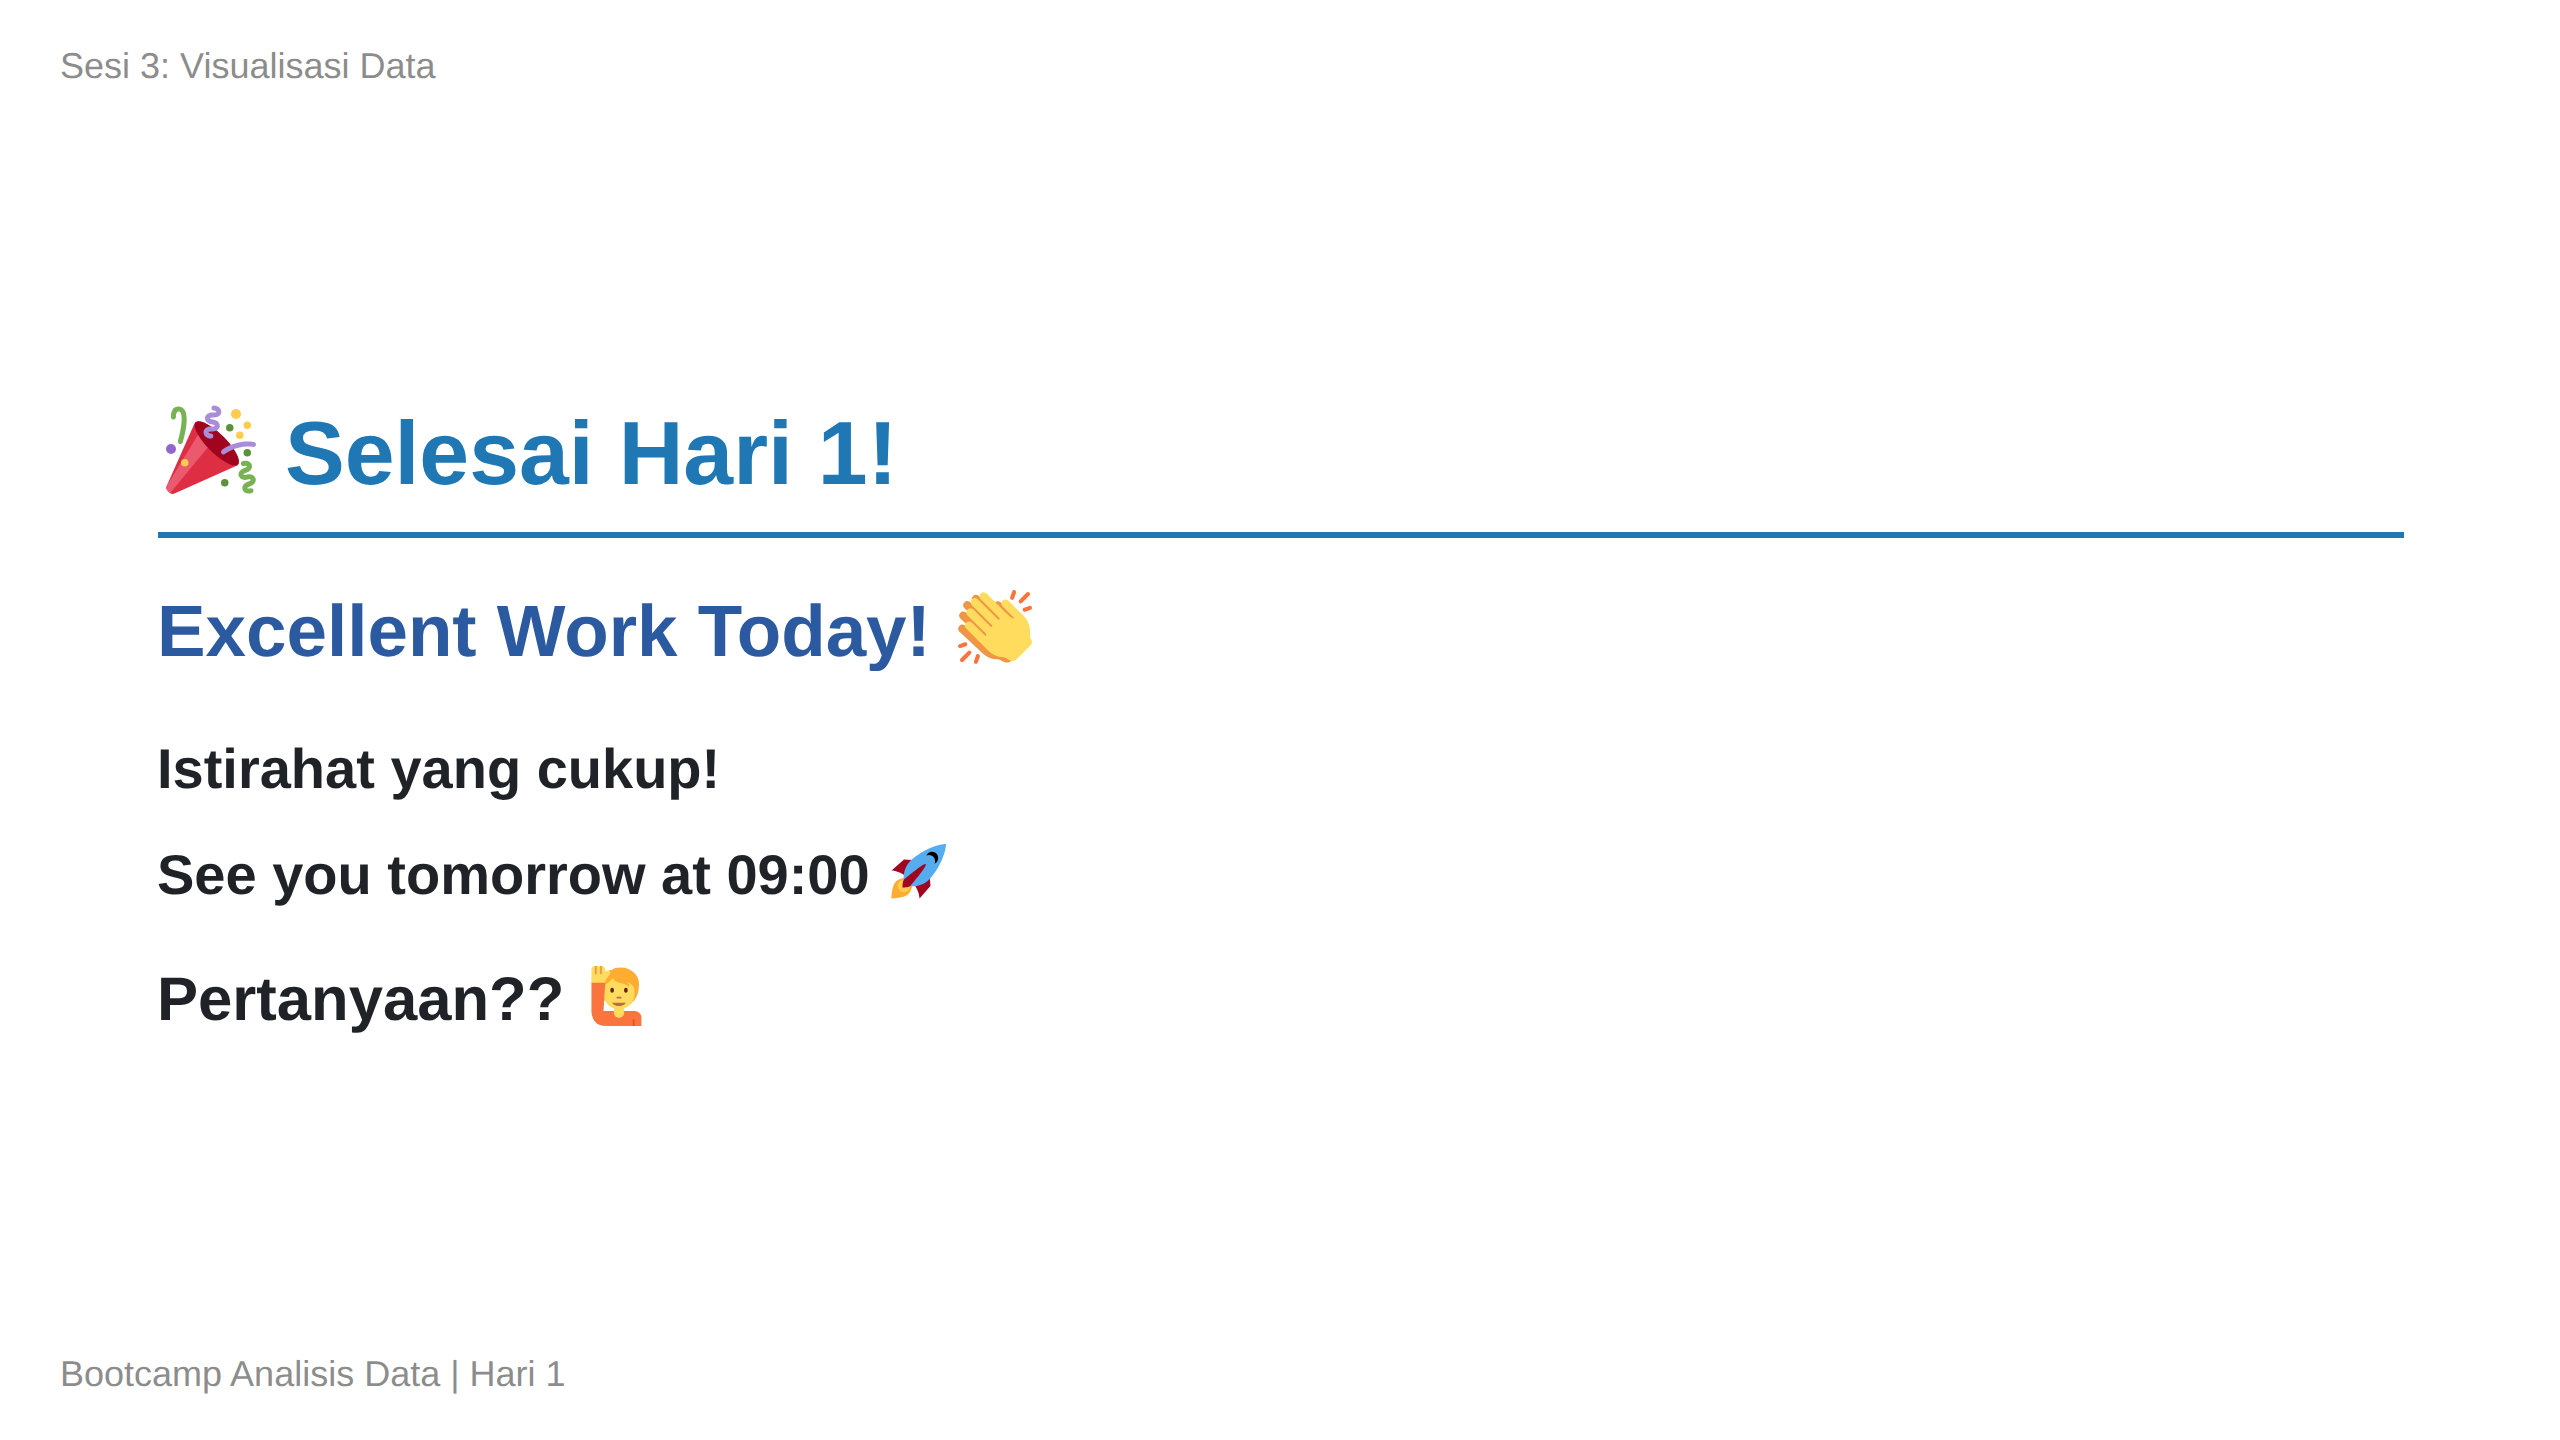 Sesi 3: Visualisasi Data
🎉 Selesai Hari 1!
Excellent Work Today! 👏
Istirahat yang cukup!
See you tomorrow at 09:00 🚀
Pertanyaan?? 🙋
Bootcamp Analisis Data | Hari 1